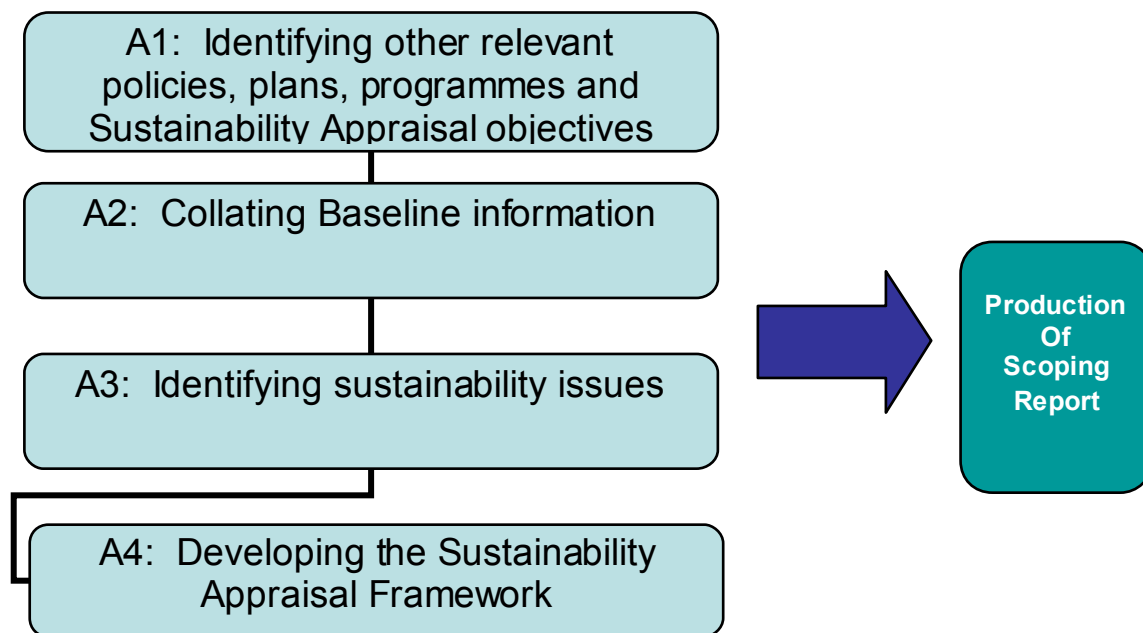 A1:  Identifying other relevant
policies, plans, programmes and
Sustainability Appraisal objectives
A2:  Collating Baseline information
A3:  Identifying sustainability issues
A4:  Developing the Sustainability
Appraisal Framework
Production
Of
Scoping
Report